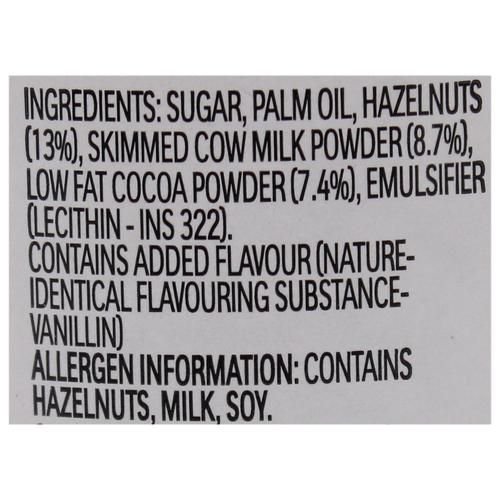 INGREDIENTS: SUGAR, PALM OIL, HAZELNUTS
(13%), SKIMMED COW MILK POWDER (8.7%),
LOW FAT COCOA POWDER (7.4%), EMULSIFIER
(LECITHIN - INS 322).
CONTAINS ADDED FLAVOUR (NATURE-
IDENTICAL FLAVOURING SUBSTANCE-
VANILLIN)
ALLERGEN INFORMATION: CONTAINS
HAZELNUTS, MILK, SOY.